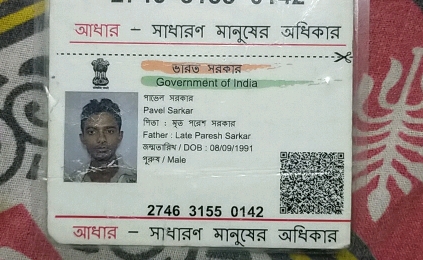 আধার – সাধারণ মানুষের অধিকার
ভারত সরকার
Government of India
পাভেল সরকার
Pavel Sarkar
পিতা : মৃত পরেশ সরকার
Father : Late Paresh Sarkar
জন্মতারিখ / DOB : 08/09/1991
পুরুষ / Male
2746 3155 0142
আধার – সাধারণ মানুষের অধিকার